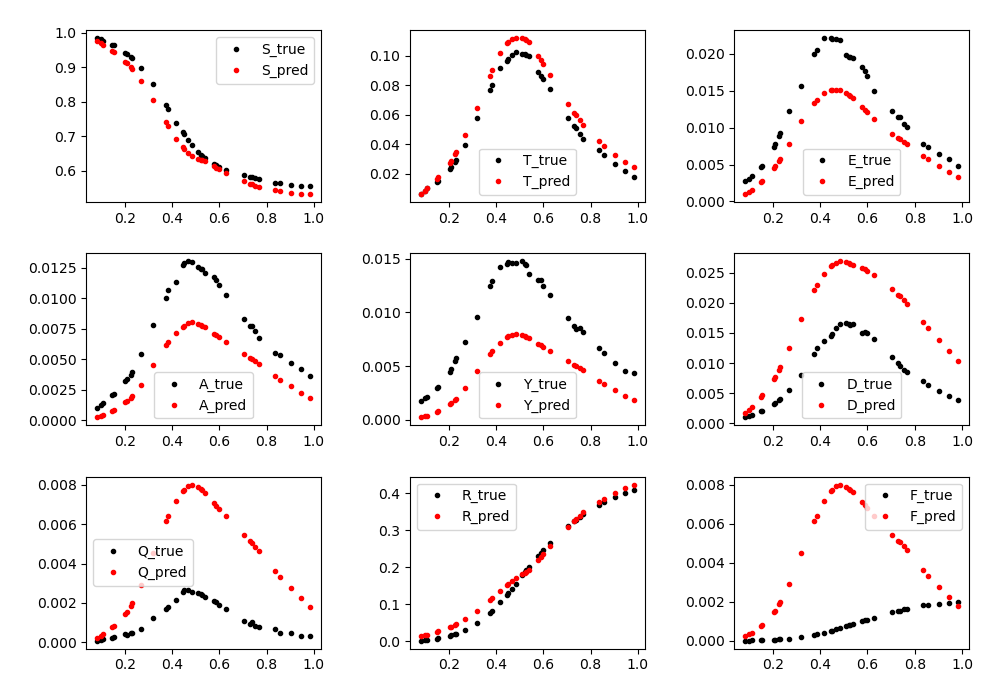 1.0
0.9
0.8
0.7
0.6
S_true
S_pred
0.2 0.4 0.6 0.8 1.0
0.10
0.08
0.06
0.04
0.02
T_true
T_pred
0.2 0.4 0.6 0.8 1.0
0.020
0.015
0.010
0.005
0.000
E_true
E_pred
0.2 0.4 0.6 0.8 1.0
0.0125
0.0100
0.0075
0.0050
0.0025
0.0000
A_true
A_pred
0.2 0.4 0.6 0.8 1.0
0.015
0.010
0.005
0.000
Y_true
Y_pred
0.2 0.4 0.6 0.8 1.0
0.025
0.020
0.015
0.010
0.005
0.000
D_true
D_pred
0.2 0.4 0.6 0.8 1.0
0.008
0.006
0.004
0.002
0.000
Q_true
Q_pred
0.2 0.4 0.6 0.8 1.0
0.4
0.3
0.2
0.1
0.0
R_true
R_pred
0.2 0.4 0.6 0.8 1.0
0.008
0.006
0.004
0.002
0.000
F_true
F_pred
0.2 0.4 0.6 0.8 1.0